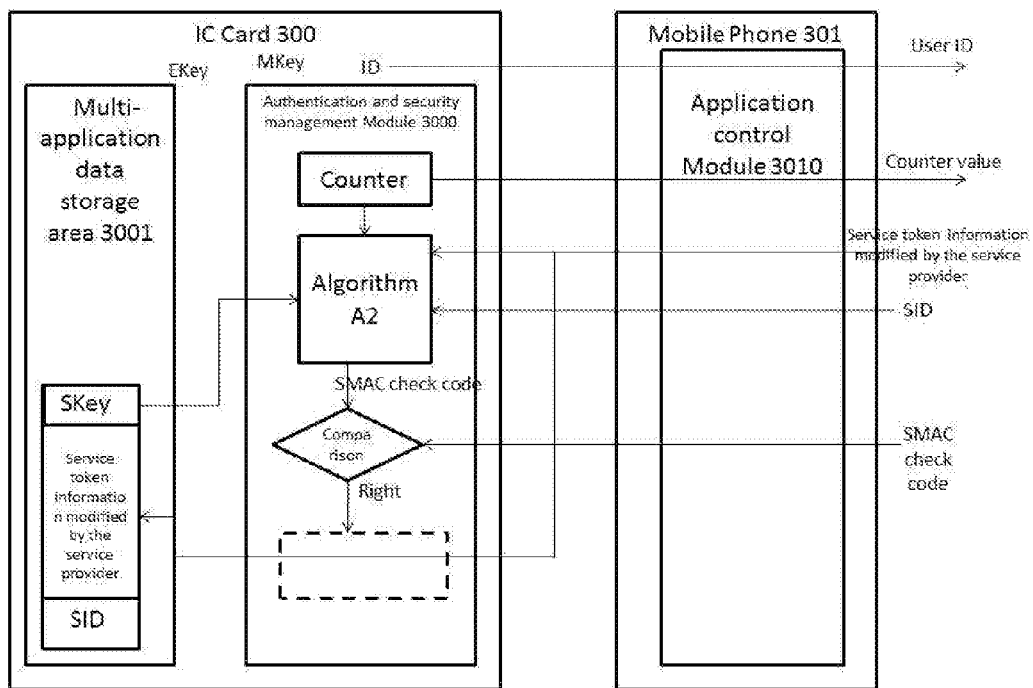 IC Card 300
Mobile Phone 301
User ID
EKey
MKey
ID
Multi-
application
data
storage
area 3001
Authentication and security
management Module 3000
Application
control
Module 3010
Counter
Counter value
Algorithm
A2
Service token Information
modified by the service
provider
SID
SMAC check code
SKey
Compa
rison
SMAC
check
code
Service
token
informatio
n modified
by the
service
provider
Right
SID